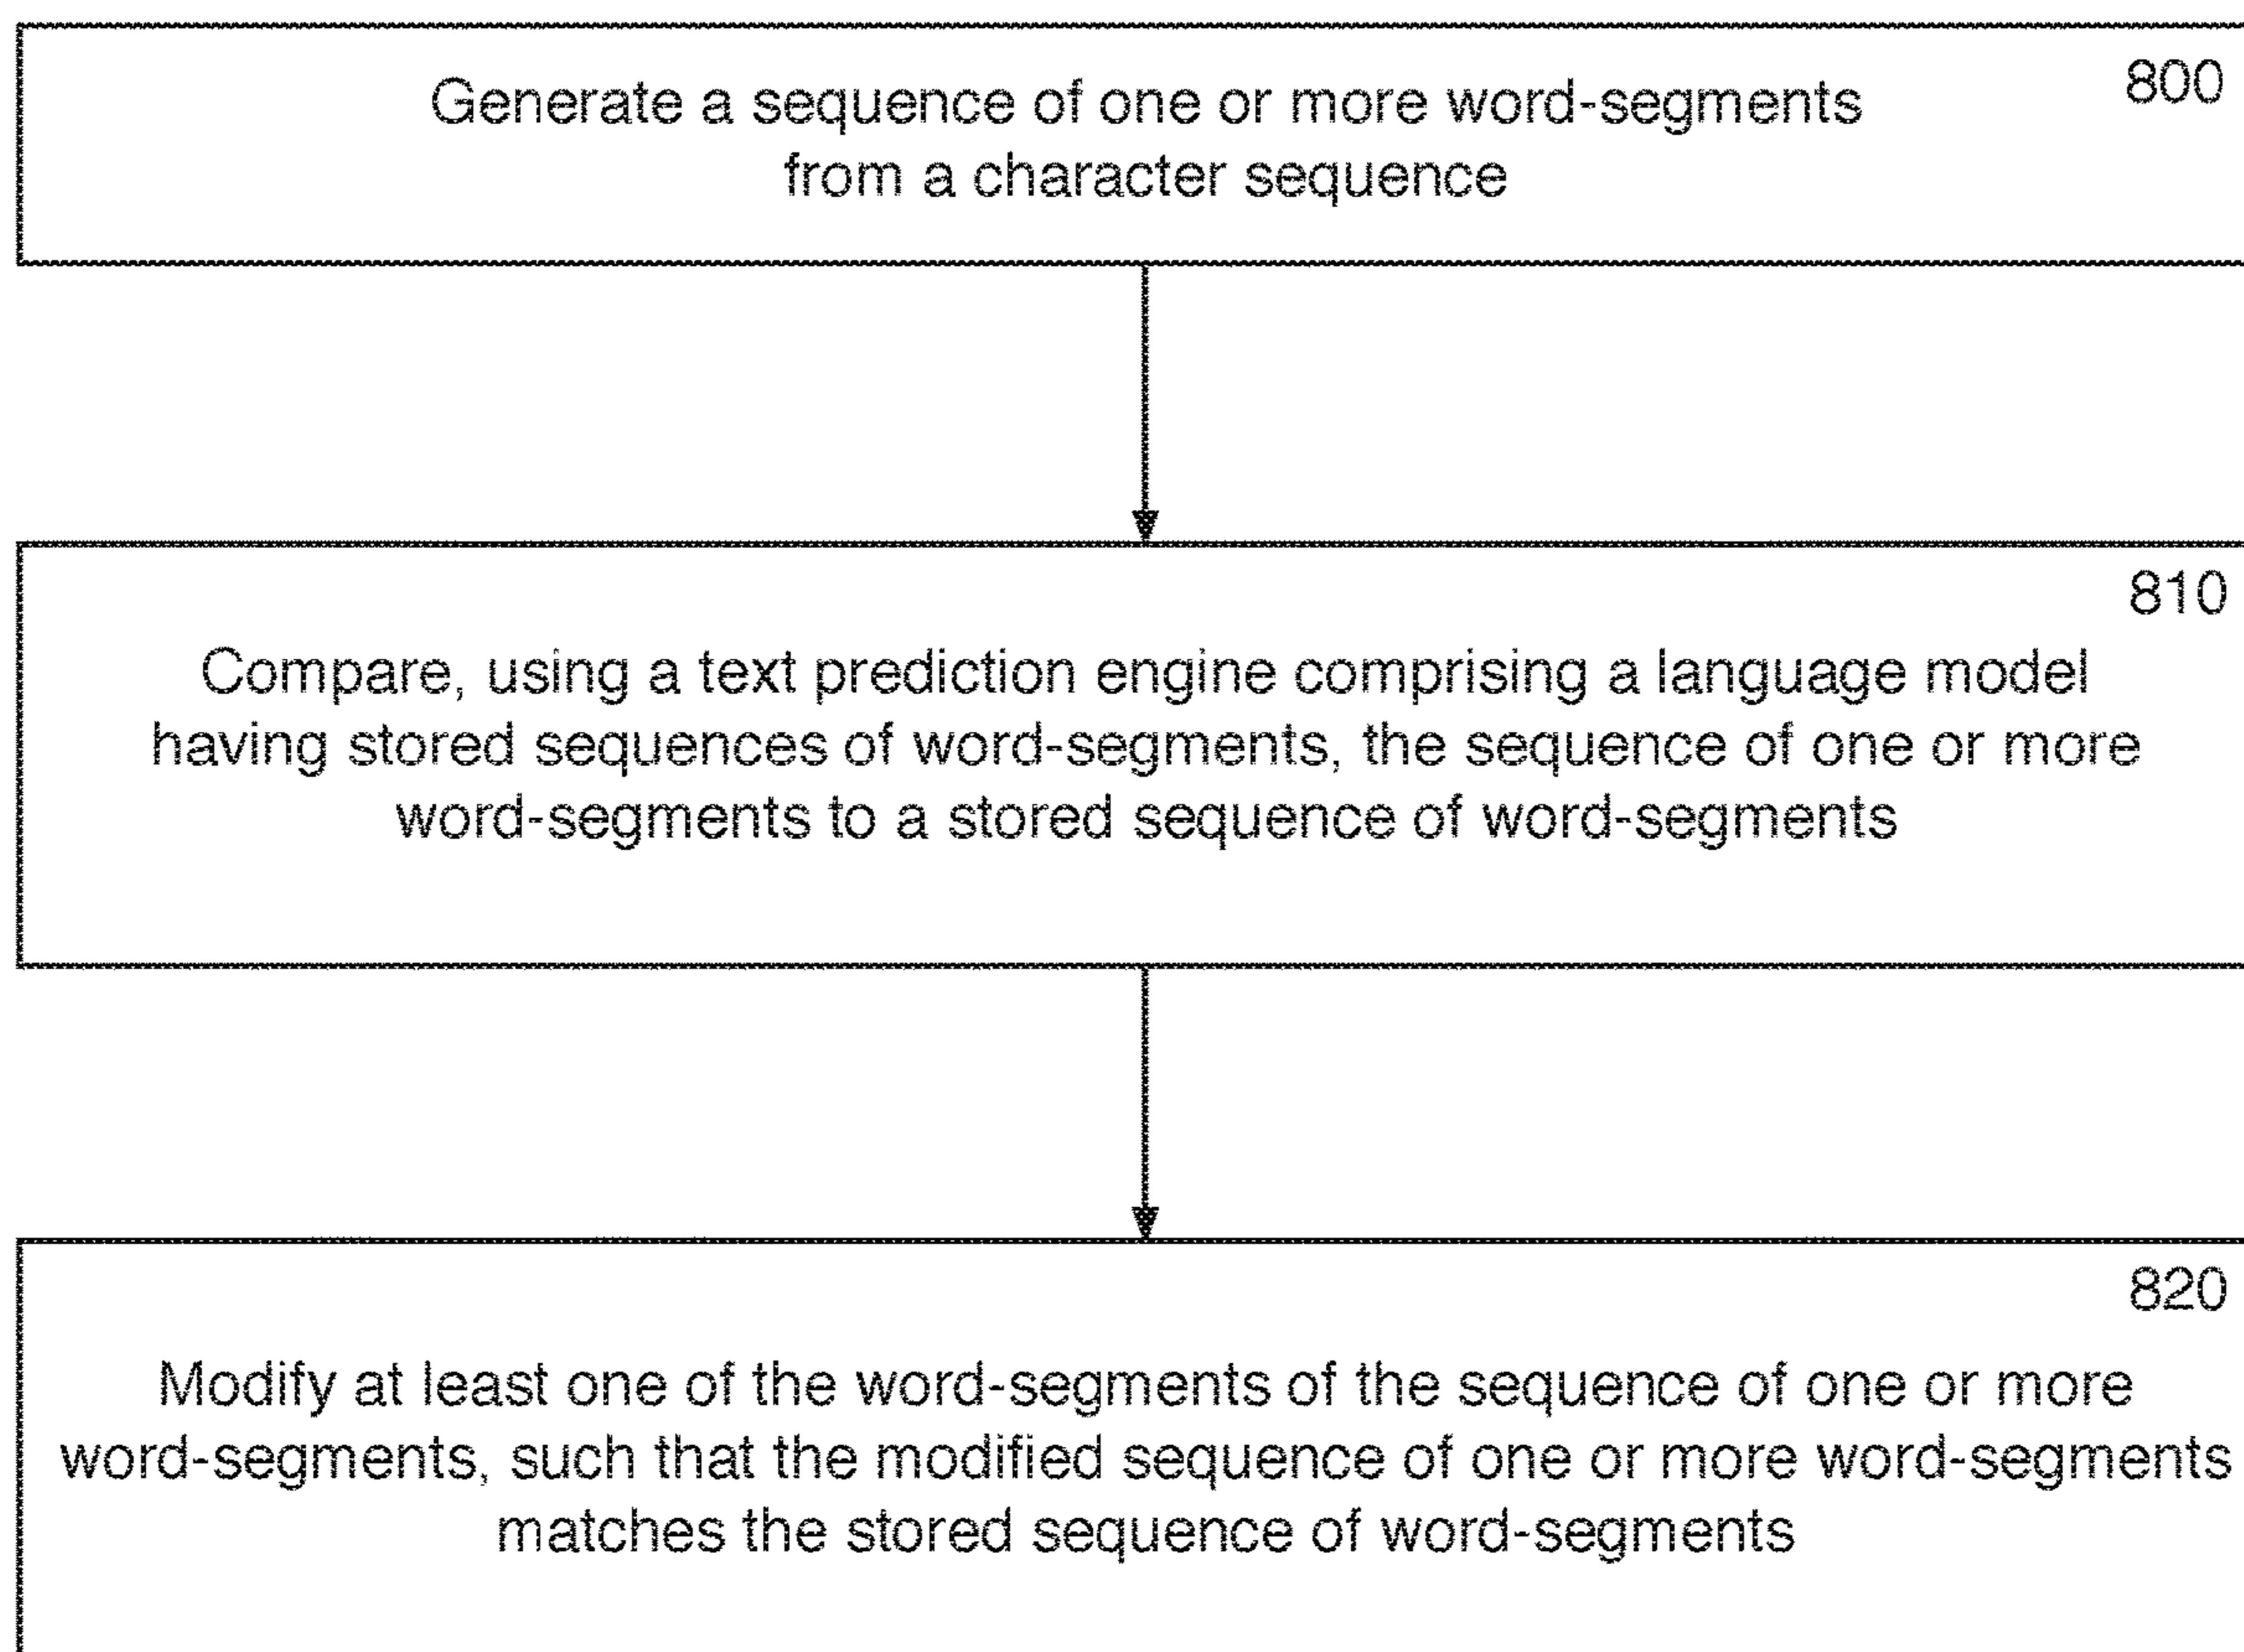 800
Generate a sequence of one or more word-segments
from a character sequence
810
Compare, using a text prediction engine comprising a language model
having stored sequences of word-segments, the sequence of one or more
word-segments to a stored sequence of word-segments
820
Modify at least one of the word-segments of the sequence of one or more
word-segments, such that the modified sequence of one or more word-segments
matches the stored sequence of word-segments